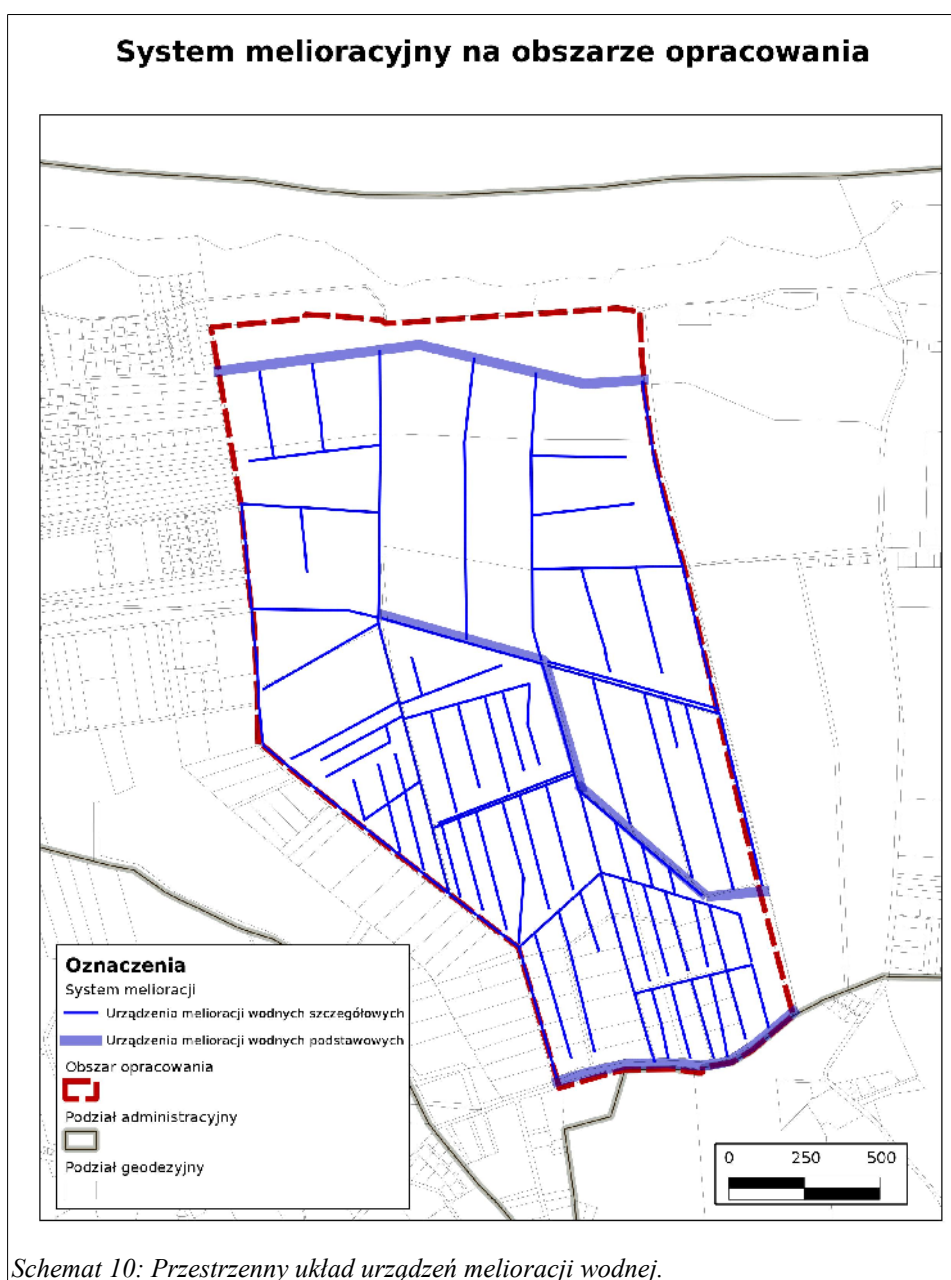 System melioracyjny na obszarze opracowania
Oznaczenia
System melioracji
Urządzenia melioracji wodnych szczegółowych
Urządzenia melioracji wodnych podstawowych
Obszar opracowania
Podział administracyjny
Podział geodezyjny
0 250 500
Schemat 10: Przestrzenny układ urządzeń melioracji wodnej.